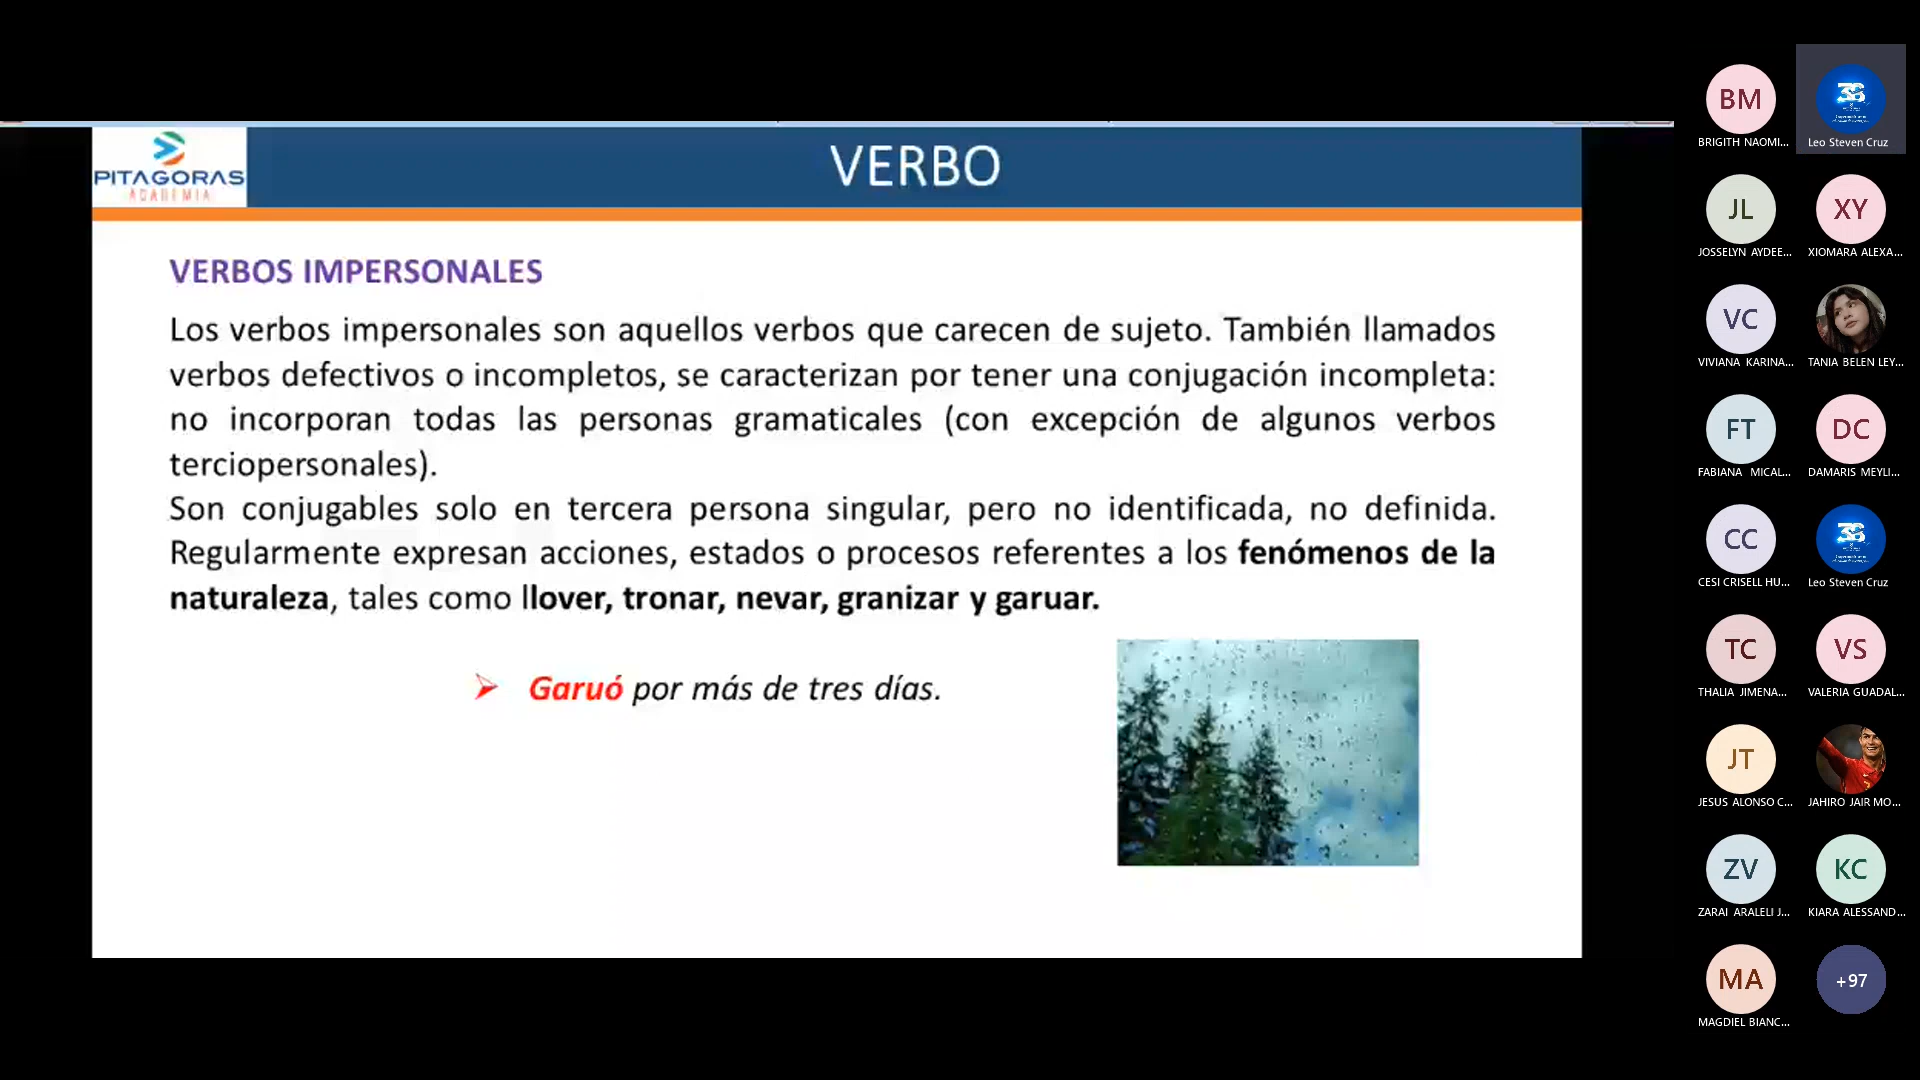 PITAGORAS
ACADEMIA
VERBO
VERBOS IMPERSONALES
Los verbos impersonales son aquellos verbos que carecen de sujeto. También llamados
verbos defectivos o incompletos, se caracterizan por tener una conjugación incompleta:
no incorporan todas las personas gramaticales (con excepción de algunos verbos
terciopersonales).
Son conjugables solo en tercera persona singular, pero no identificada, no definida.
Regularmente expresan acciones, estados o procesos referentes a los fenómenos de la
naturaleza, tales como llover, tronar, nevar, granizar y garuar.
Garuó por más de tres días.
BM
BRIGITH NAOMI...
38
Leo Steven Cruz
JL
JOSSELYN AYDEE...
XY
XIOMARA ALEXA...
VC
VIVIANA KARINA...
TANIA BELEN LEY...
FT
FABIANA MICAL...
DC
DAMARIS MEYLI...
CC
CESI CRISELL HU...
38
Leo Steven Cruz
TC
THALIA JIMENA...
VS
VALERIA GUADAL...
JT
JESUS ALONSO C...
JAHIRO JAIR MO...
ZV
ZARAI ARALELI J...
KC
KIARA ALESSAND...
MA
MAGDIEL BIANC...
+97